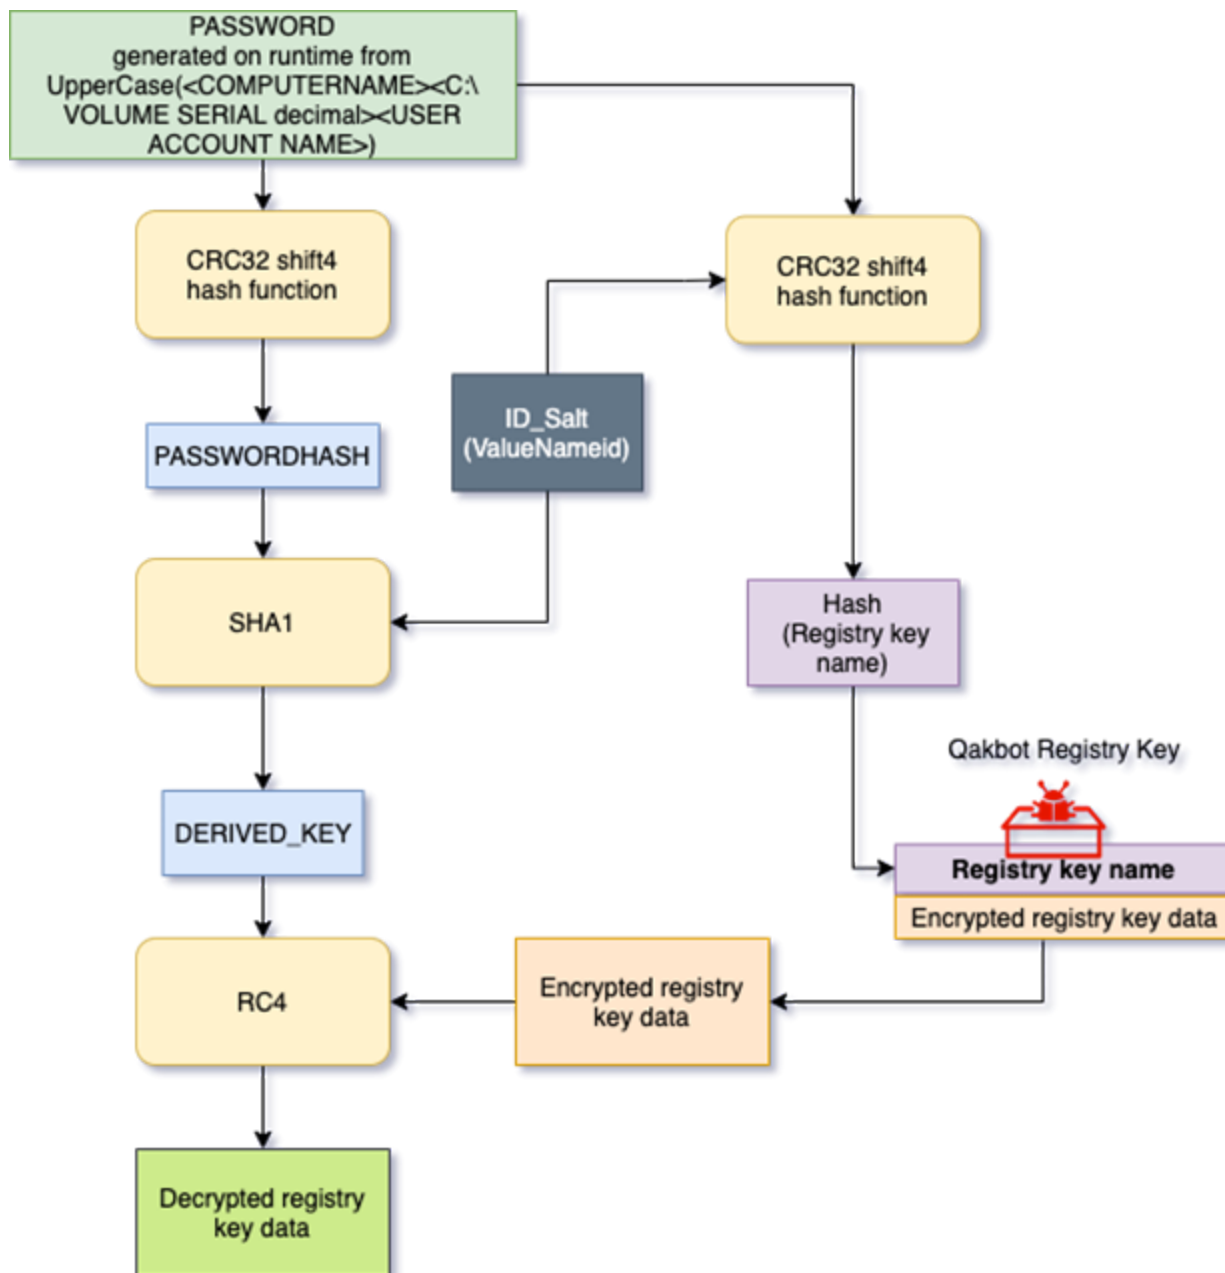 PASSWORD
generated on runtime from
UpperCase(<COMPUTERNAME><C:\
VOLUME SERIAL decimal><USER
ACCOUNT NAME>)
CRC32 shift4
hash function
CRC32 shift4
hash function
ID_Salt
(ValueNameid)
PASSWORDHASH
SHA1
Hash
(Registry key
name)
Qakbot Registry Key
DERIVED_KEY
Registry key name
Encrypted registry key data
RC4
Encrypted registry
key data
Decrypted registry
key data